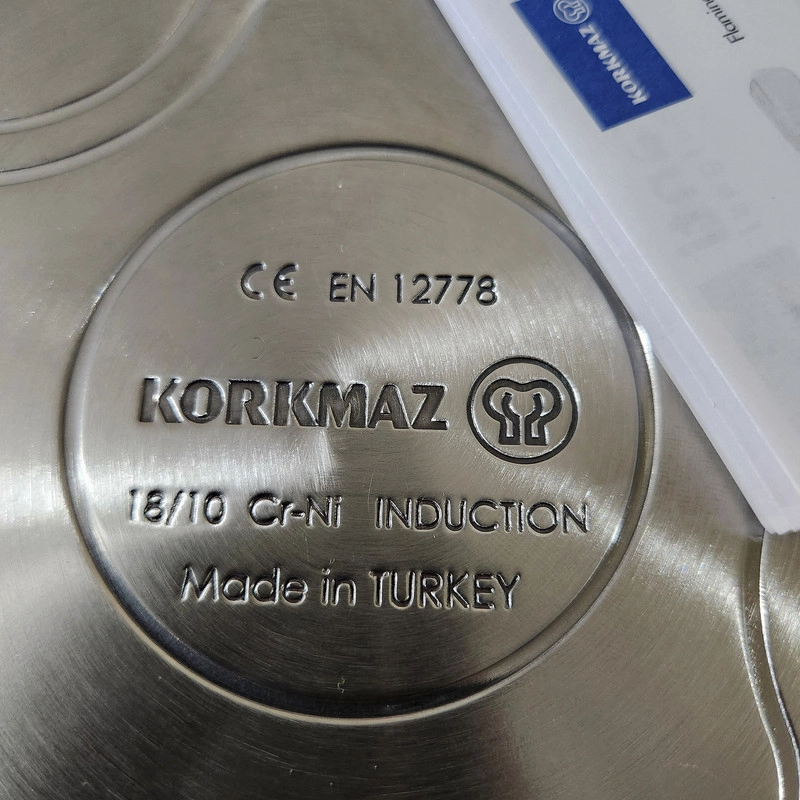 CE EN 12778
KORKMAZ
18/10 Cr-Ni INDUCTION
Made in TURKEY
KORKMAZ